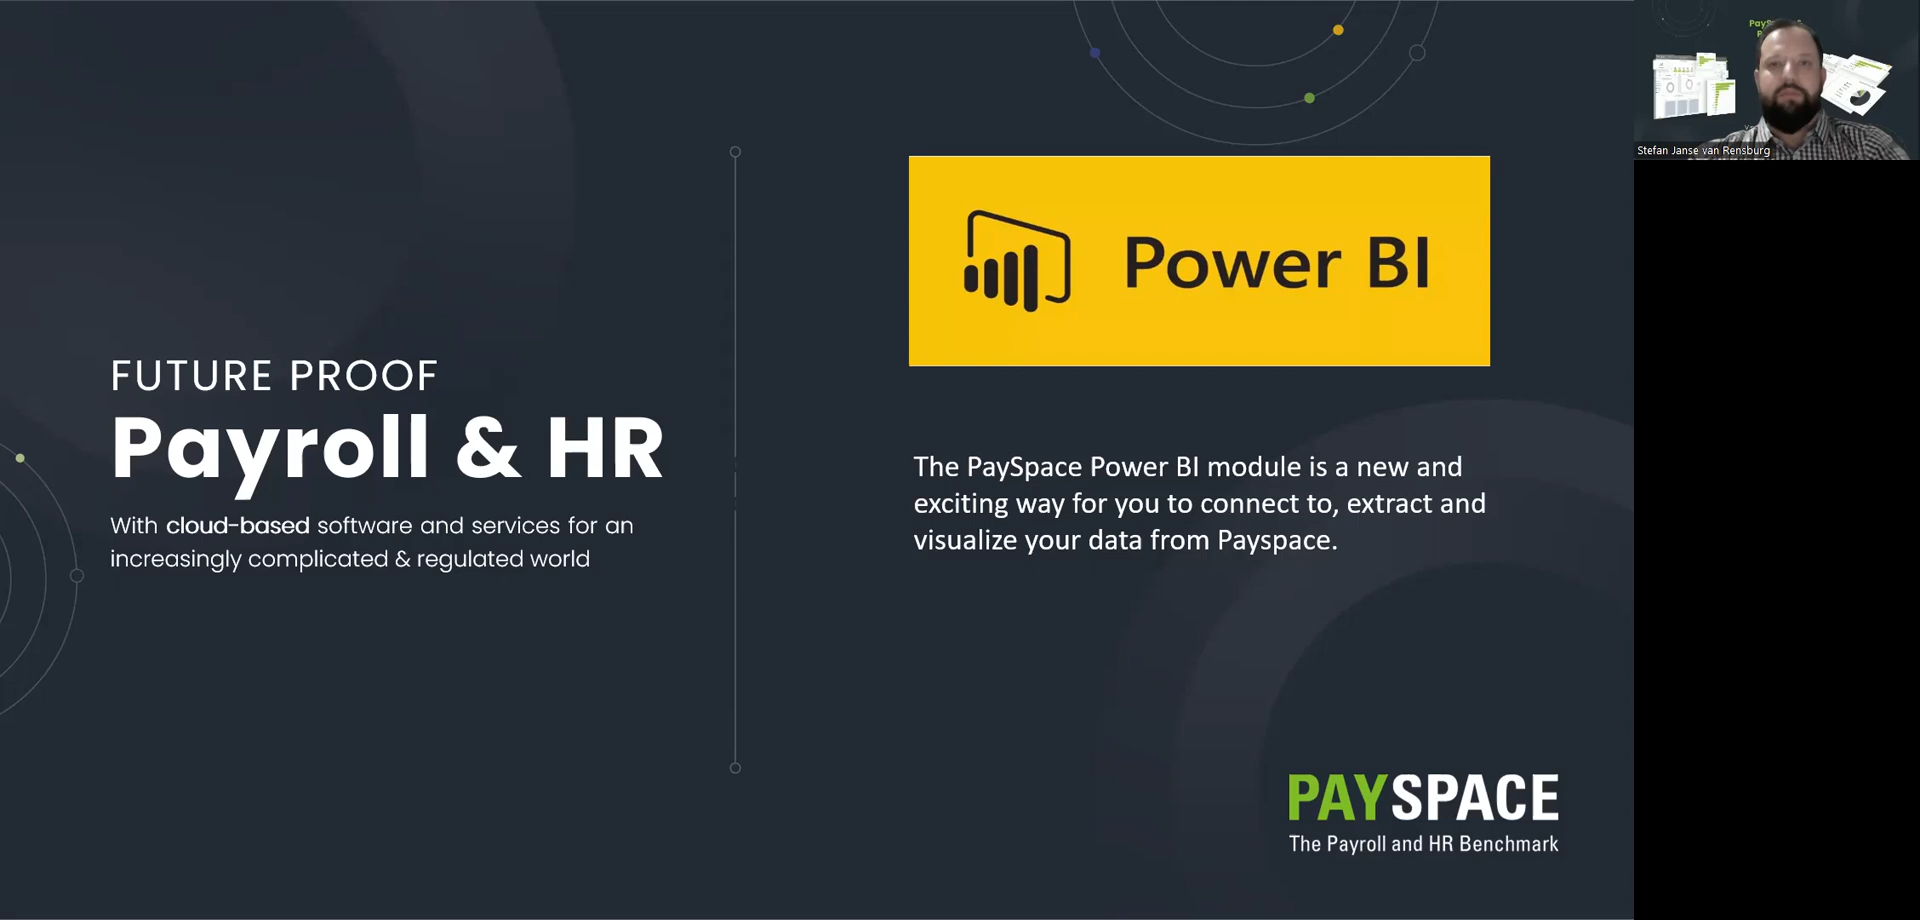 FUTURE PROOF
Payroll & HR
With cloud-based software and services for an
increasingly complicated & regulated world
Power BI
The PaySpace Power BI module is a new and
exciting way for you to connect to, extract and
visualize your data from Payspace.
PAYSPACE
The Payroll and HR Benchmark
Stefan Janse van Rensburg